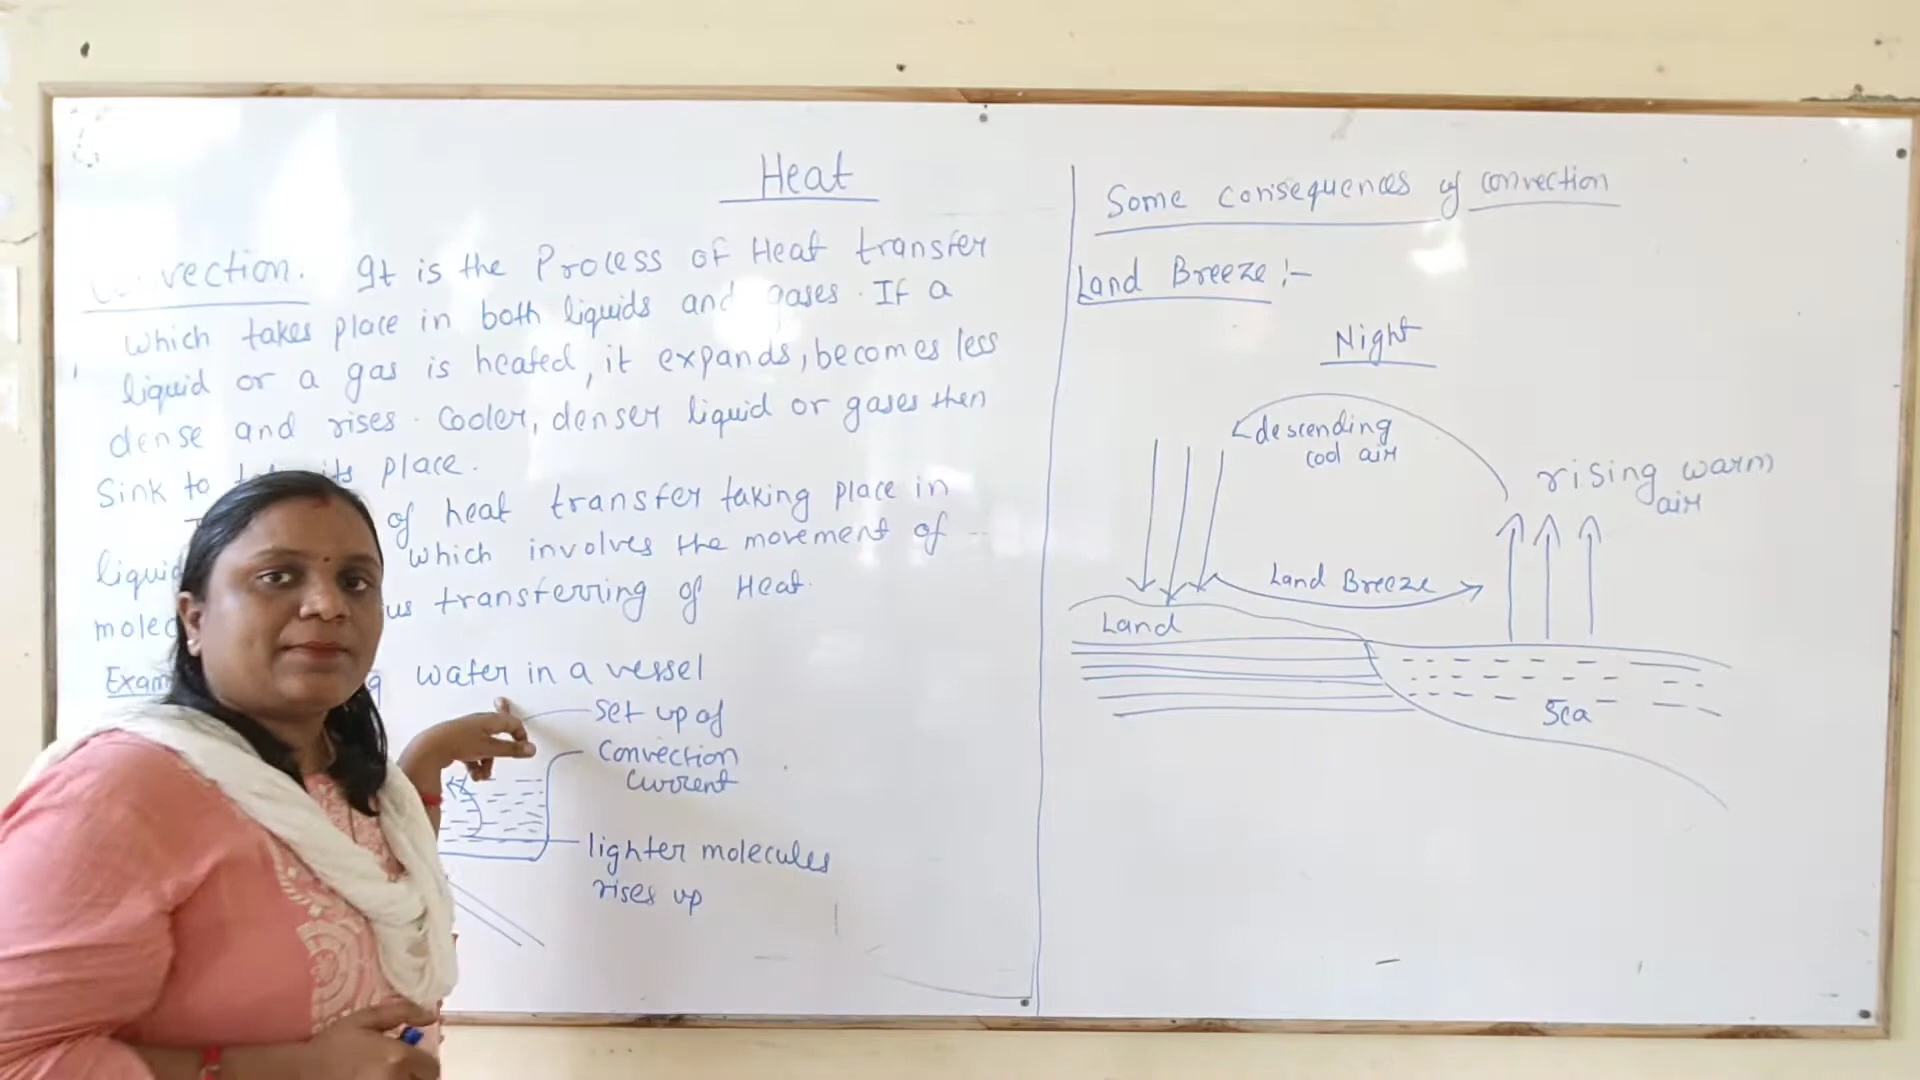 Heat
vection. It is the Process of Heat transfer
which takes place in both liquids and gases. If a
liquid or a gas is heated, it expands, becomes less
dense and rises. Cooler, denser liquid or gases then
Sink to its place.
of heat transfer taking place in
liquid which involves the movement of
molec us transferring of Heat.
Exam g water in a vessel
Set up of
Convection
Current
lighter molecules
rises up
Some consequences of convection
Land Breeze :-
Night
descending
cool air
rising warm
air
Land Breeze
Land
Sea